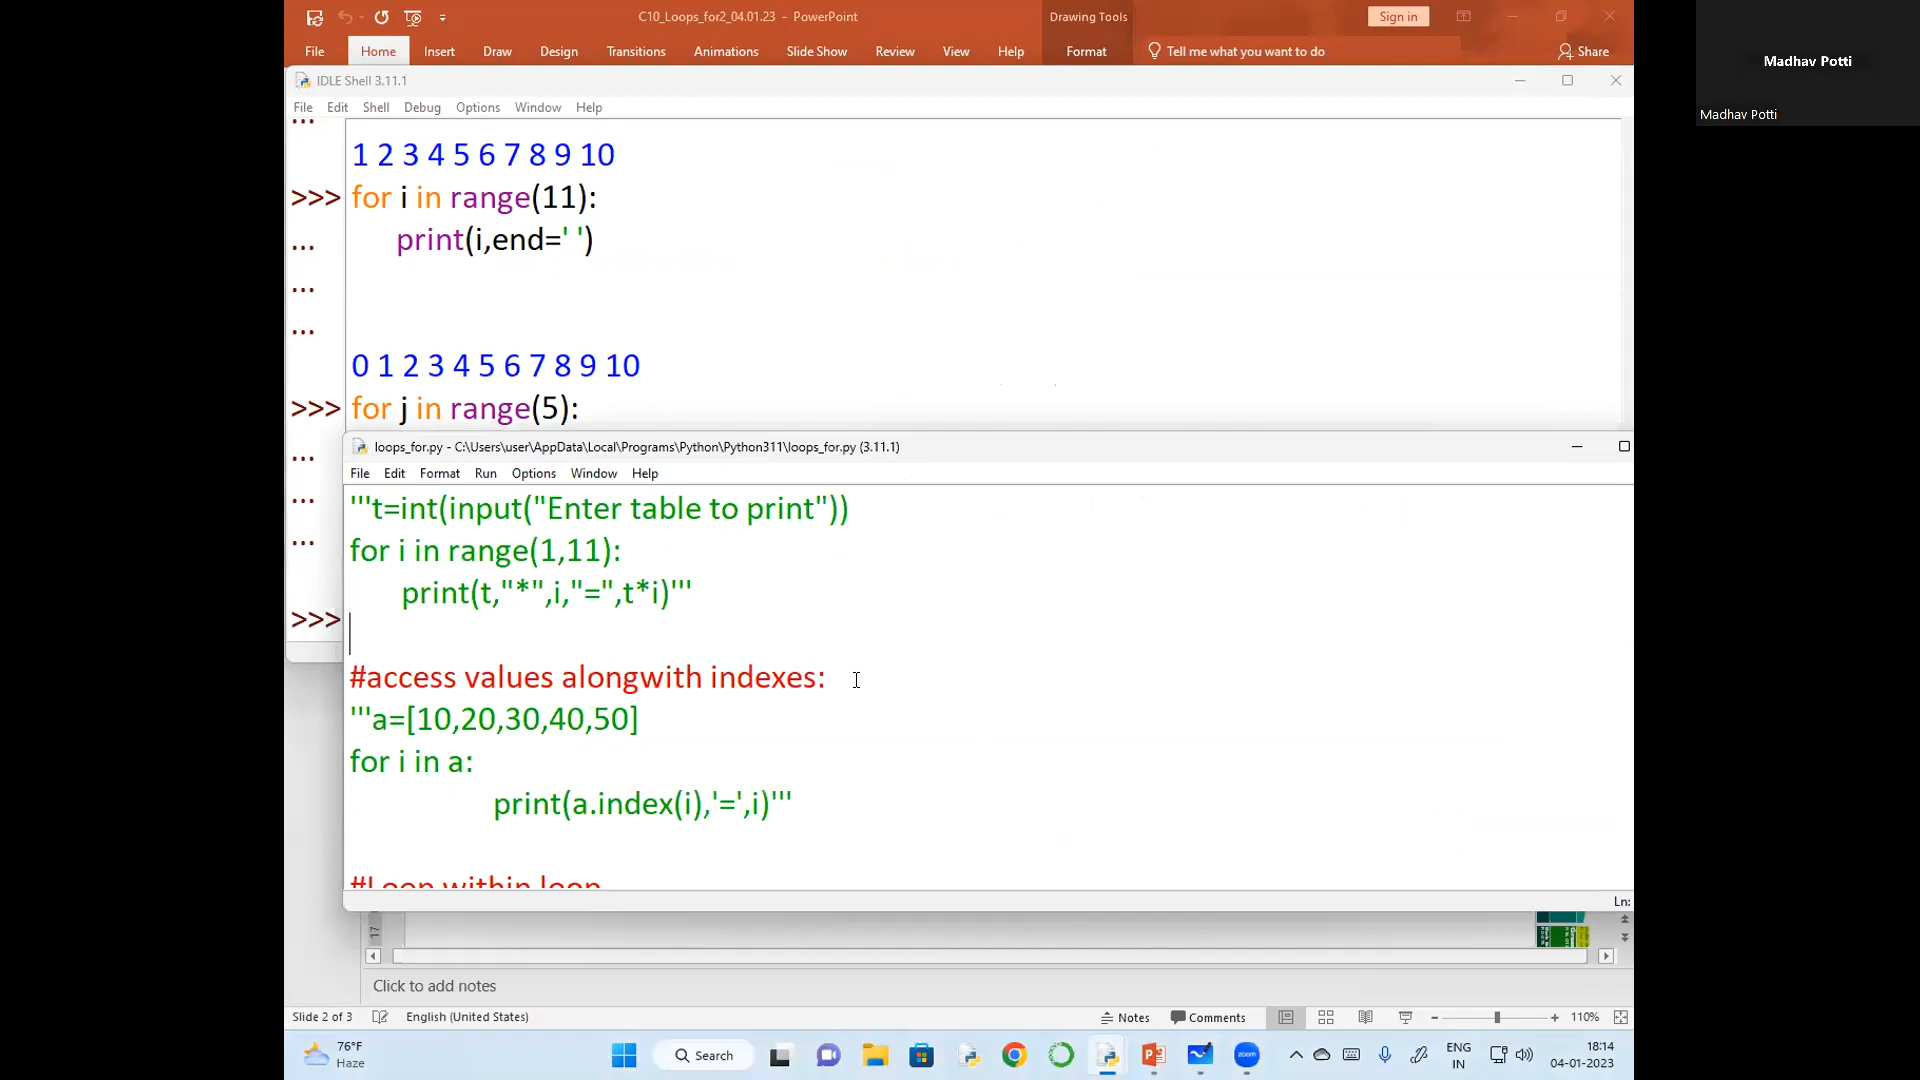 C10_Loops_for2_04.01.23 - PowerPoint
Drawing Tools
Sign in
File Home Insert Draw Design Transitions Animations Slide Show Review View Help Format Tell me what you want to do Share
Madhav Potti
Madhav Potti
IDLE Shell 3.11.1
File Edit Shell Debug Options Window Help
...
1 2 3 4 5 6 7 8 9 10
>>> for i in range(11):
... print(i,end=' ')
...
...
0 1 2 3 4 5 6 7 8 9 10
>>> for j in range(5):
...
...
...
>>>
loops_for.py - C:\Users\user\AppData\Local\Programs\Python\Python311\loops_for.py (3.11.1)
File Edit Format Run Options Window Help
'''t=int(input("Enter table to print"))
for i in range(1,11):
print(t,"*",i,"=",t*i)'''
#access values alongwith indexes:
'''a=[10,20,30,40,50]
for i in a:
print(a.index(i),'=',i)'''
#Loop within loop
Ln:
17
Click to add notes
Slide 2 of 3 English (United States) Notes Comments 110%
76°F
Haze
Search
zoom
ENG
IN
18:14
04-01-2023